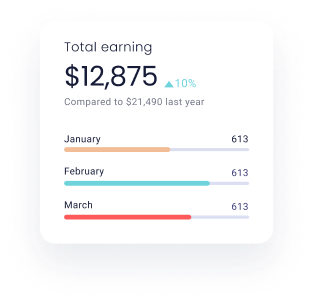 Total earning
$12,875 ▲10%
Compared to $21,490 last year
January 613
February 613
March 613